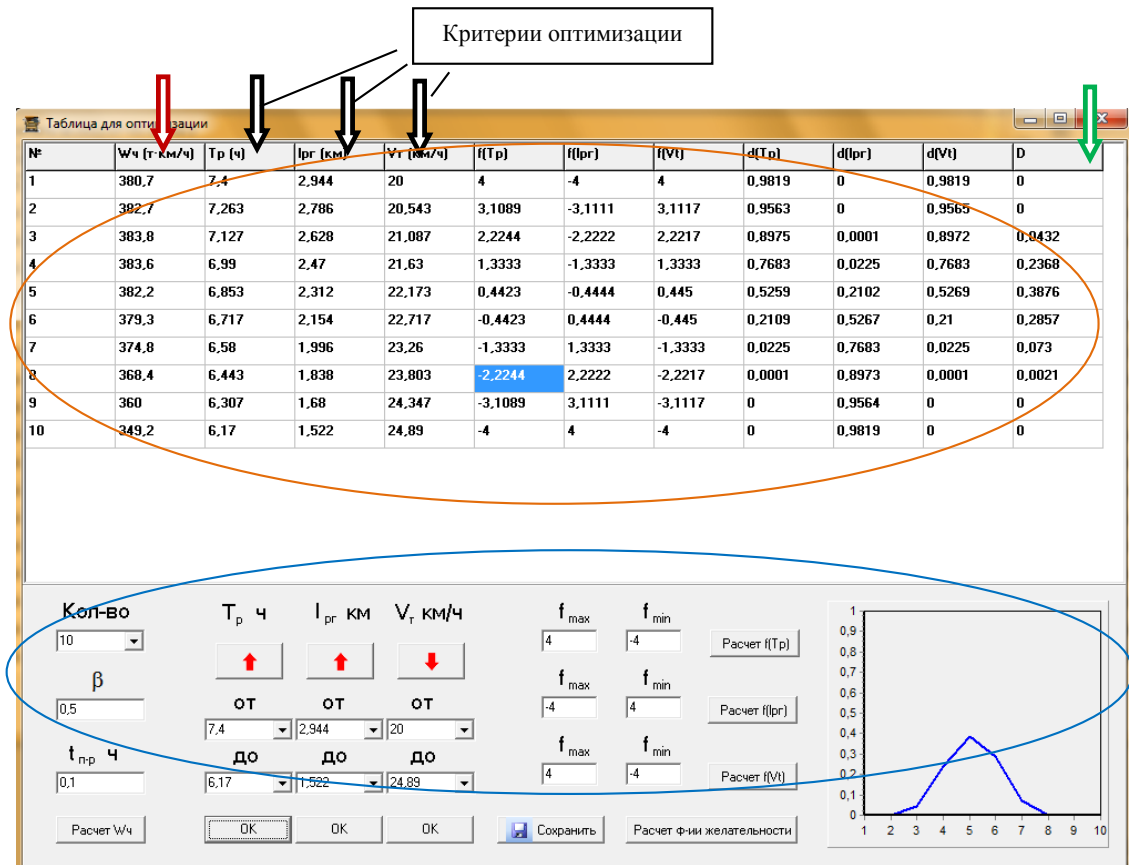 Критерии оптимизации
Таблица для оптимизации
№ Wч (т·км/ч) Тр (ч) lрг (км) Vт (км/ч) f(Тр) f(lрг) f(Vt) d(Тр) d(lрг) d(Vt) D
1 380,7 7,4 2,944 20 4 -4 4 0,9819 0 0,9819 0
2 382,7 7,263 2,786 20,543 3,1089 -3,1111 3,1117 0,9563 0 0,9565 0
3 383,8 7,127 2,628 21,087 2,2244 -2,2222 2,2217 0,8975 0,0001 0,8972 0,0432
4 383,6 6,99 2,47 21,63 1,3333 -1,3333 1,3333 0,7683 0,0225 0,7683 0,2368
5 382,2 6,853 2,312 22,173 0,4423 -0,4444 0,445 0,5259 0,2102 0,5269 0,3876
6 379,3 6,717 2,154 22,717 -0,4423 0,4444 -0,445 0,2109 0,5267 0,21 0,2857
7 374,8 6,58 1,996 23,26 -1,3333 1,3333 -1,3333 0,0225 0,7683 0,0225 0,073
8 368,4 6,443 1,838 23,803 -2,2244 2,2222 -2,2217 0,0001 0,8973 0,0001 0,0021
9 360 6,307 1,68 24,347 -3,1089 3,1111 -3,1117 0 0,9564 0 0
10 349,2 6,17 1,522 24,89 -4 4 -4 0 0,9819 0 0
Кол-во Тр ч lрг км Vт км/ч fmax fmin
10 4 -4 Расчет f(Тр)
β fmax fmin
0,5 от от от -4 4 Расчет f(lрг)
7,4 2,944 20
tп-р ч до до до fmax fmin
0,1 6,17 1,522 24,89 4 -4 Расчет f(Vt)
Расчет Wч OK OK OK Сохранить Расчет ф-ии желательности
1
0,9
0,8
0,7
0,6
0,5
0,4
0,3
0,2
0,1
0
1 2 3 4 5 6 7 8 9 10